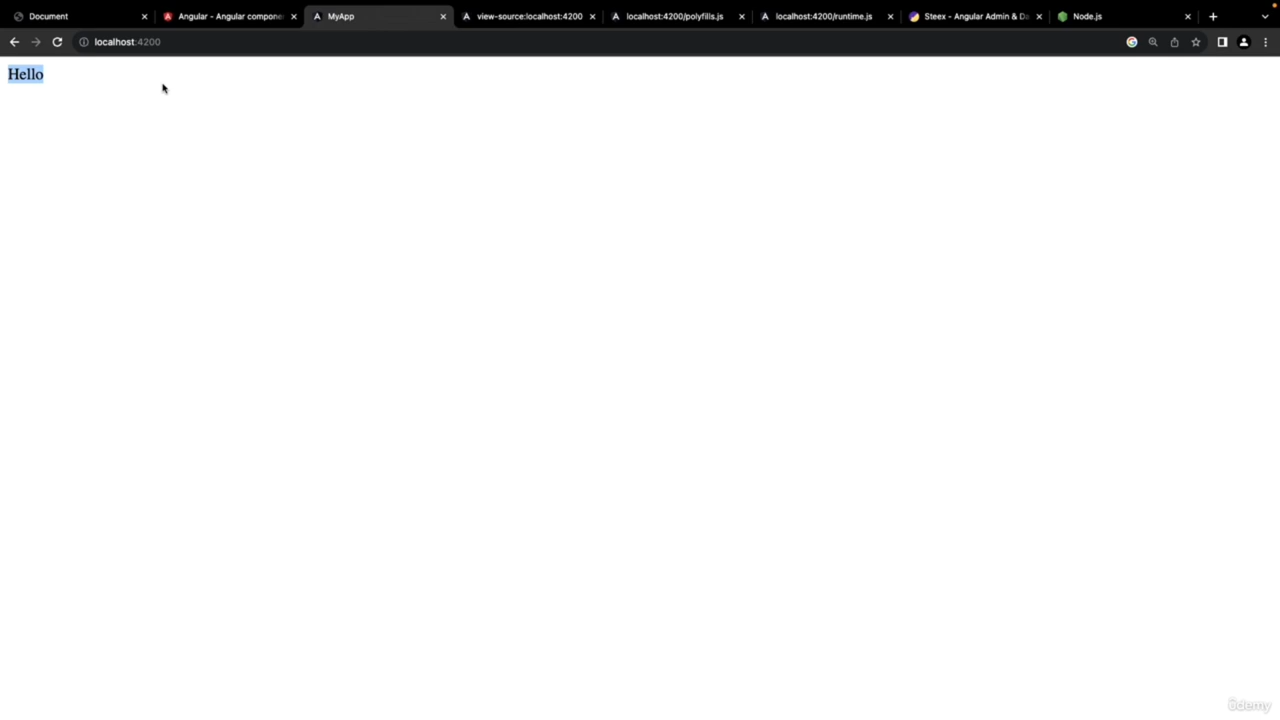 Document
Angular - Angular compone
MyApp
view-source:localhost:4200
localhost:4200/polyfills.js
localhost:4200/runtime.js
Steex - Angular Admin & Da
Node.js
localhost:4200
Hello
ûdemy